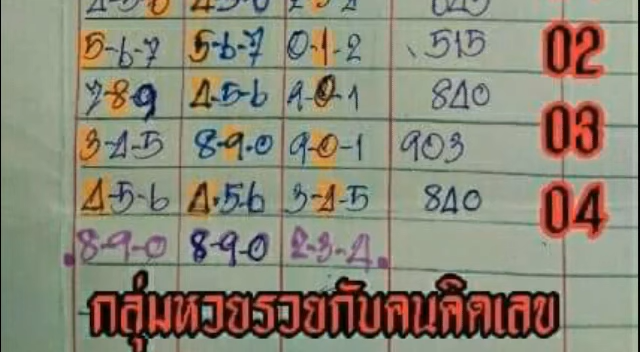 5-6-7 5-6-7 0-1-2 515 02
7-8-9 4-5-6 9-0-1 840
3-4-5 8-9-0 9-0-1 903 03
4-5-6 4-5-6 3-4-5 840 04
8-9-0 8-9-0 2-3-4
กลุ่มหวยรวยกับคนคิดเลข